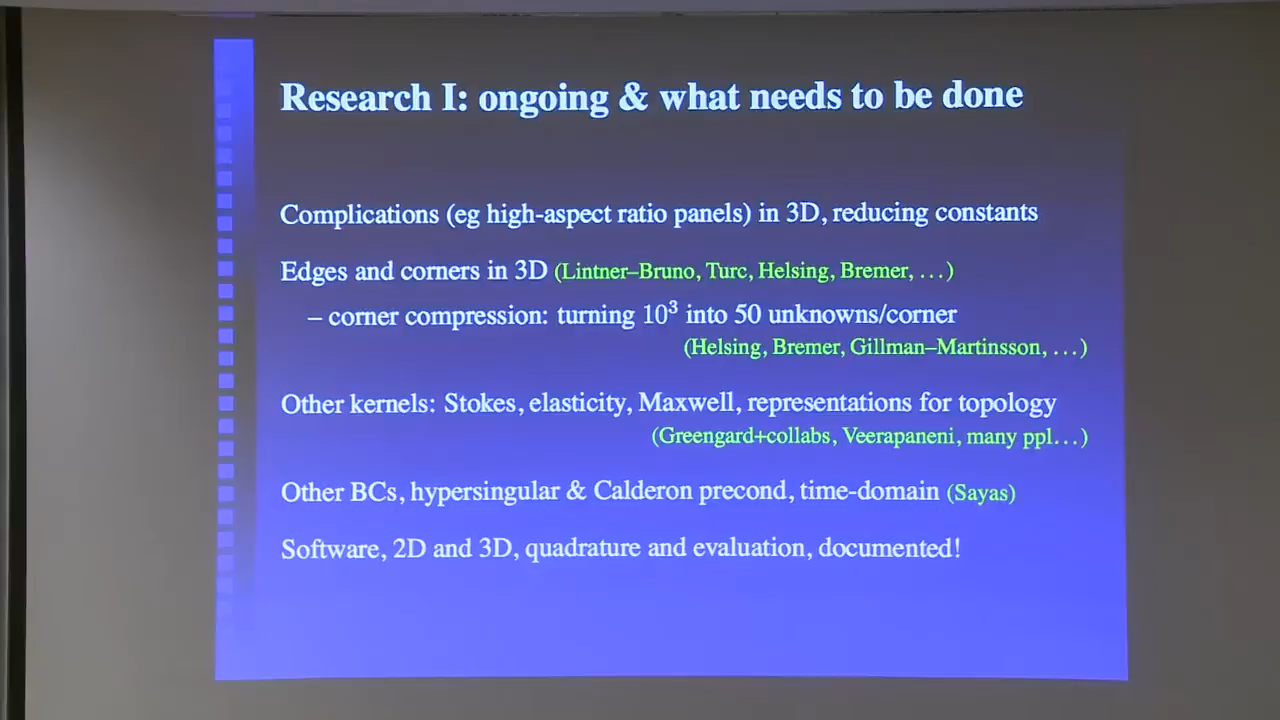 Research I: ongoing & what needs to be done
Complications (eg high-aspect ratio panels) in 3D, reducing constants
Edges and corners in 3D (Lintner–Bruno, Turc, Helsing, Bremer, …)
– corner compression: turning 10³ into 50 unknowns/corner
(Helsing, Bremer, Gillman–Martinsson, …)
Other kernels: Stokes, elasticity, Maxwell, representations for topology
(Greengard+collabs, Veerapaneni, many ppl…)
Other BCs, hypersingular & Calderon precond, time-domain (Sayas)
Software, 2D and 3D, quadrature and evaluation, documented!